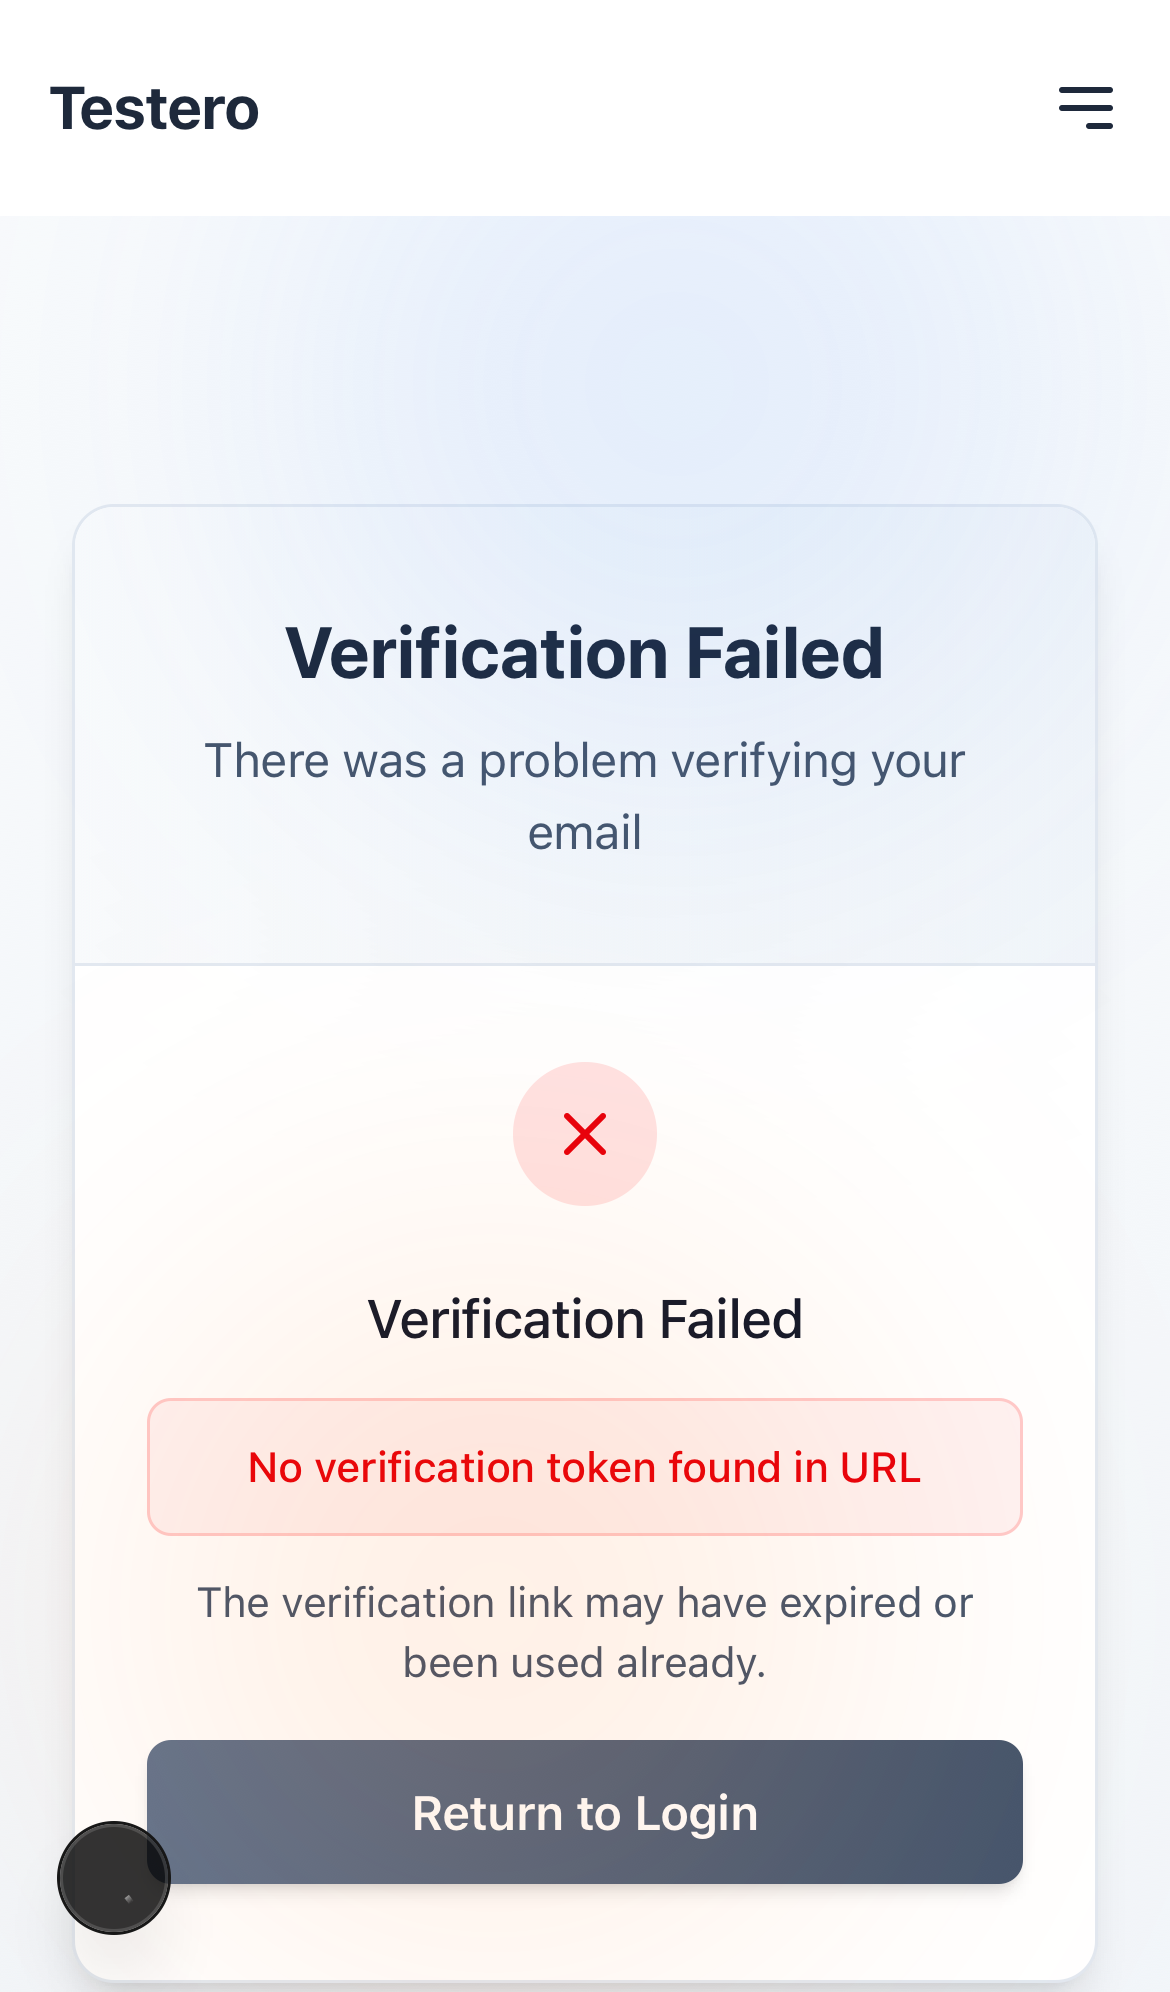 Testero
Verification Failed
There was a problem verifying your
email
Verification Failed
No verification token found in URL
The verification link may have expired or
been used already.
Return to Login